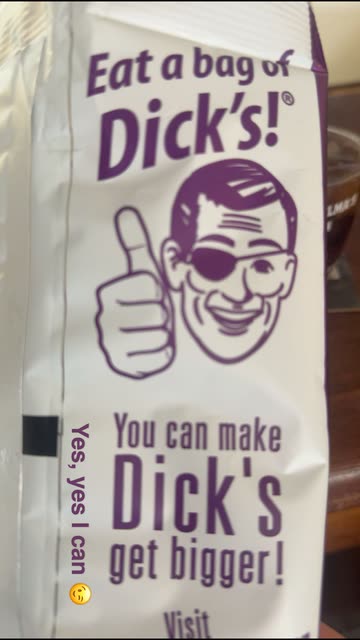 Eat a bag of
Dick's!®
You can make
Dick's
get bigger!
Visit
Yes, yes I can 😉